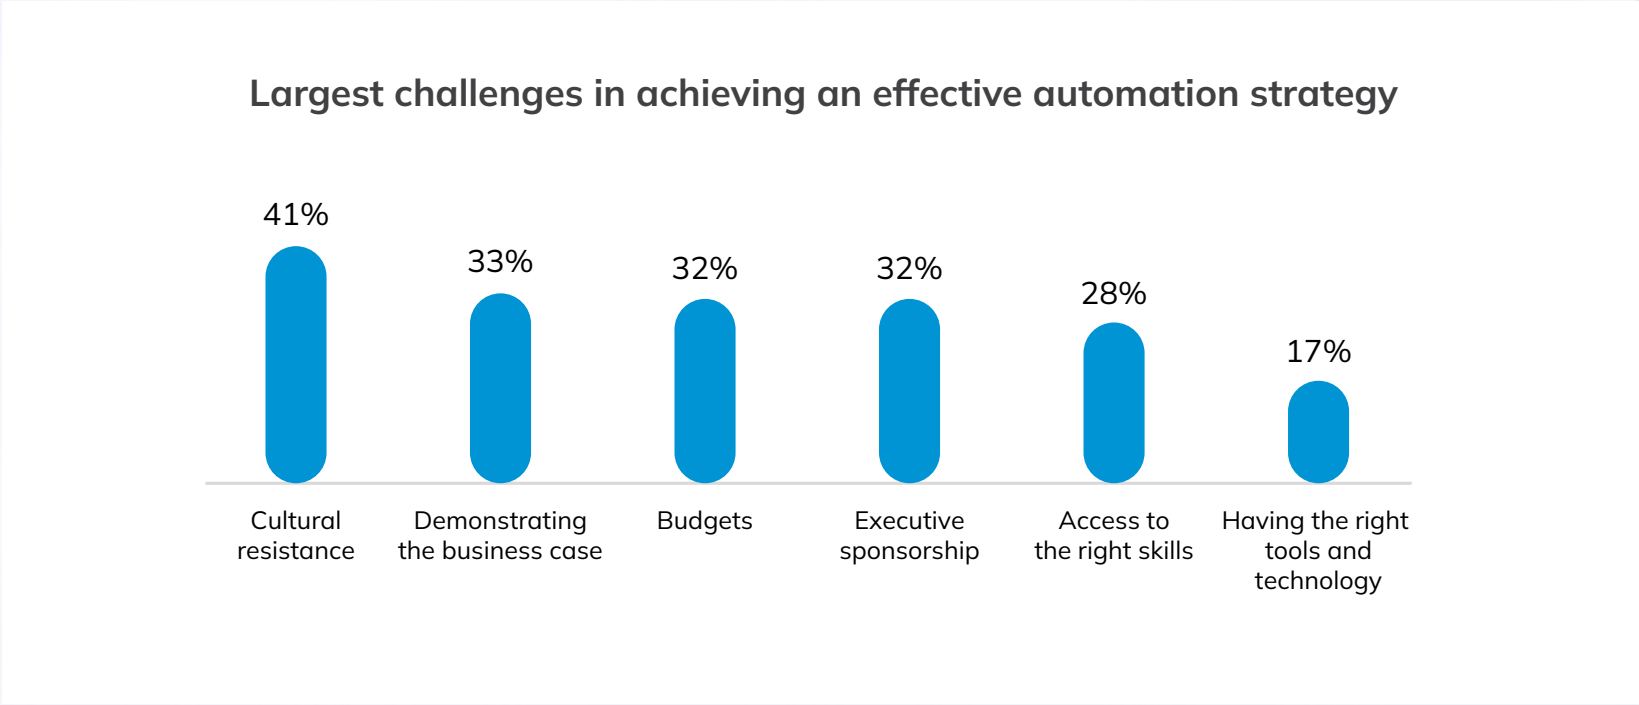 Largest challenges in achieving an effective automation strategy
41%
33%
32%
32%
28%
17%
Cultural
resistance
Demonstrating
the business case
Budgets
Executive
sponsorship
Access to
the right skills
Having the right
tools and
technology